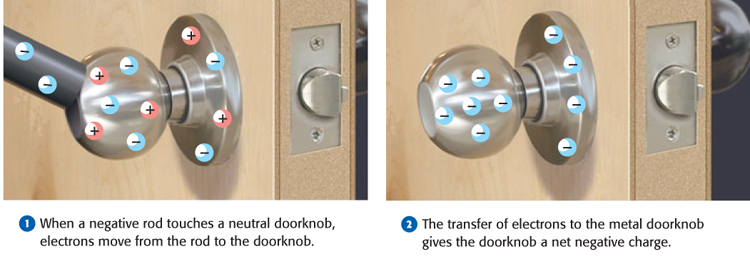 1 When a negative rod touches a neutral doorknob,
electrons move from the rod to the doorknob.
2 The transfer of electrons to the metal doorknob
gives the doorknob a net negative charge.